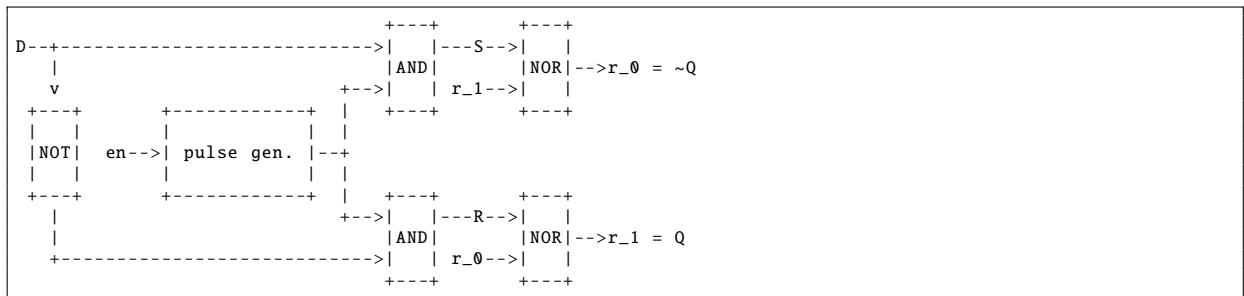 +----+        +----+
D--+--------------------------->|    |---S-->|    |
   |                            |AND|        |NOR|-->r_0 = ~Q
   v                        +-->|    | r_1-->|    |
 +---+      +------------+  |   +----+       +----+
 |   |      |            |  |
 |NOT|  en-->| pulse gen. |--+
 |   |      |            |  |
 +---+      +------------+  |   +----+       +----+
   |                        +-->|    |---R-->|    |
   |                            |AND|        |NOR|-->r_1 = Q
   +--------------------------->|    | r_0-->|    |
                                +----+       +----+